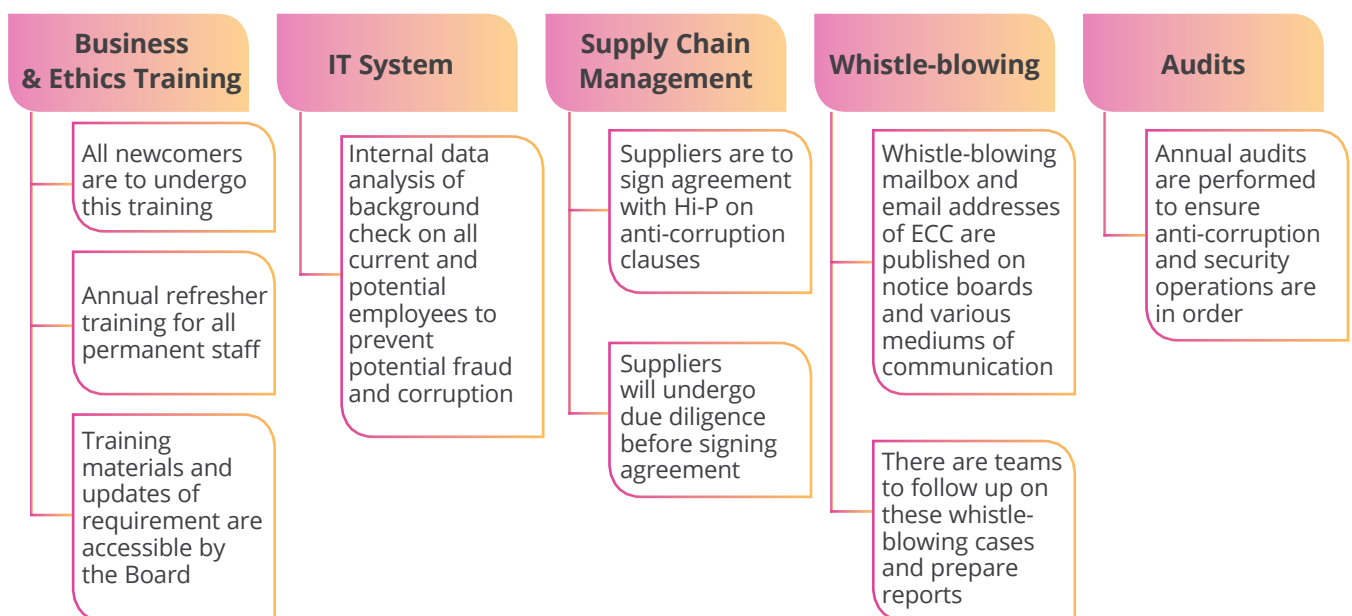 Business
& Ethics Training
All newcomers
are to undergo
this training
Annual refresher
training for all
permanent staff
Training
materials and
updates of
requirement are
accessible by
the Board
IT System
Internal data
analysis of
background
check on all
current and
potential
employees to
prevent
potential fraud
and corruption
Supply Chain
Management
Suppliers are to
sign agreement
with Hi-P on
anti-corruption
clauses
Suppliers
will undergo
due diligence
before signing
agreement
Whistle-blowing
Whistle-blowing
mailbox and
email addresses
of ECC are
published on
notice boards
and various
mediums of
communication
There are teams
to follow up on
these whistle-
blowing cases
and prepare
reports
Audits
Annual audits
are performed
to ensure
anti-corruption
and security
operations are
in order